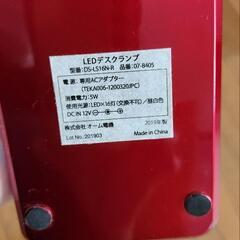 LEDデスクランプ
型番: DS-LS16N-R 品番: 07-8405
電源: 専用ACアダプター
(TEKA006-1200320JPC)
消費電力: 5W
使用光源: LED×16灯 (交換不可) / 昼白色
DC IN 12V
株式会社 オーム電機 2019年製
Lot No. 201903 Made in China